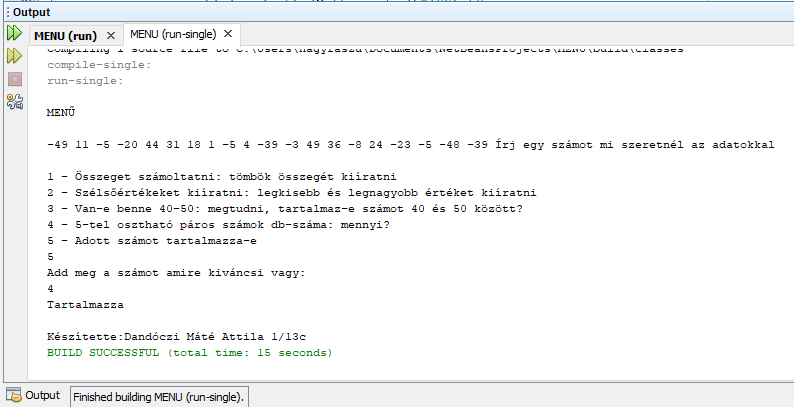 Output
MENU (run) MENU (run-single)
Compiling 1 source file to C:\Users\nagyraszu\Documents\NetBeansProjects\MENU\build\classes
compile-single:
run-single:
MENŰ
-49 11 -5 -20 44 31 18 1 -5 4 -39 -3 49 36 -8 24 -23 -5 -48 -39 Írj egy számot mi szeretnél az adatokkal
1 - Összeget számoltatni: tömbök összegét kiíratni
2 - Szélsőértékeket kiíratni: legkisebb és legnagyobb értéket kiíratni
3 - Van-e benne 40-50: megtudni, tartalmaz-e számot 40 és 50 között?
4 - 5-tel osztható páros számok db-száma: mennyi?
5 - Adott számot tartalmazza-e
5
Add meg a számot amire kiváncsi vagy:
4
Tartalmazza
Készítette:Dandóczi Máté Attila 1/13c
BUILD SUCCESSFUL (total time: 15 seconds)
Output Finished building MENU (run-single).